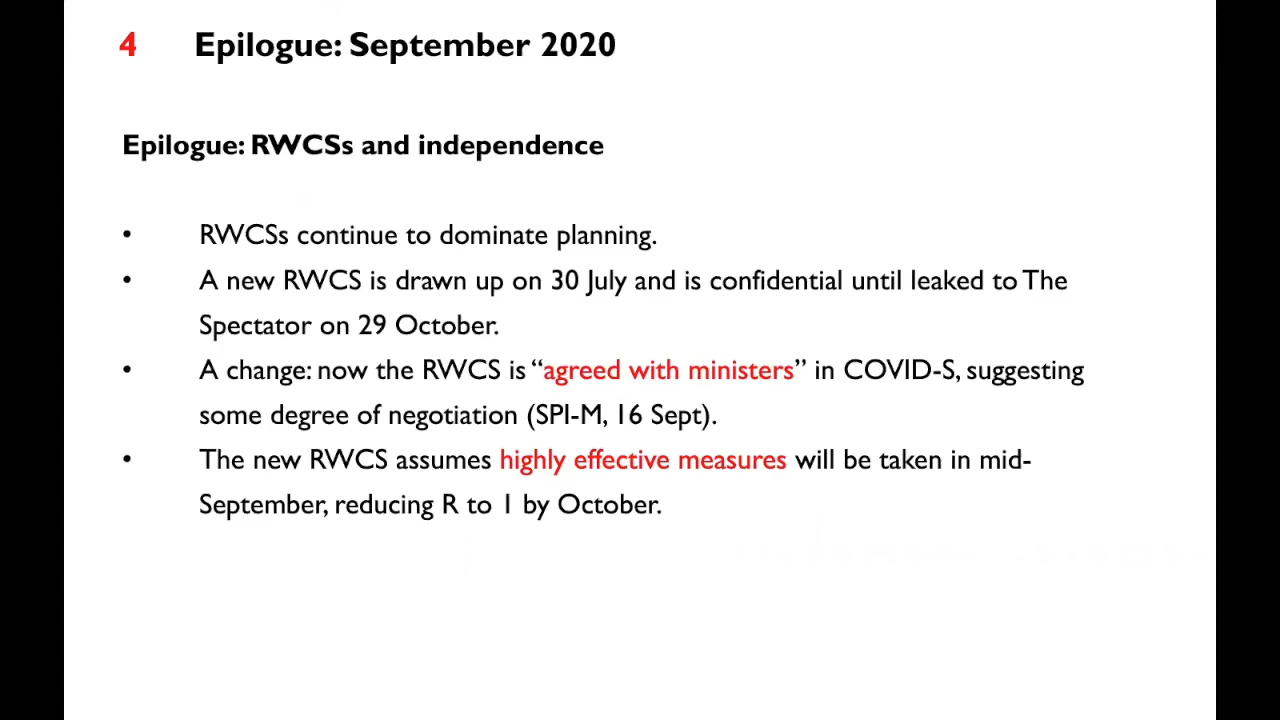 4 Epilogue: September 2020
Epilogue: RWCSs and independence
• RWCSs continue to dominate planning.
• A new RWCS is drawn up on 30 July and is confidential until leaked to The
Spectator on 29 October.
• A change: now the RWCS is “agreed with ministers” in COVID-S, suggesting
some degree of negotiation (SPI-M, 16 Sept).
• The new RWCS assumes highly effective measures will be taken in mid-
September, reducing R to 1 by October.